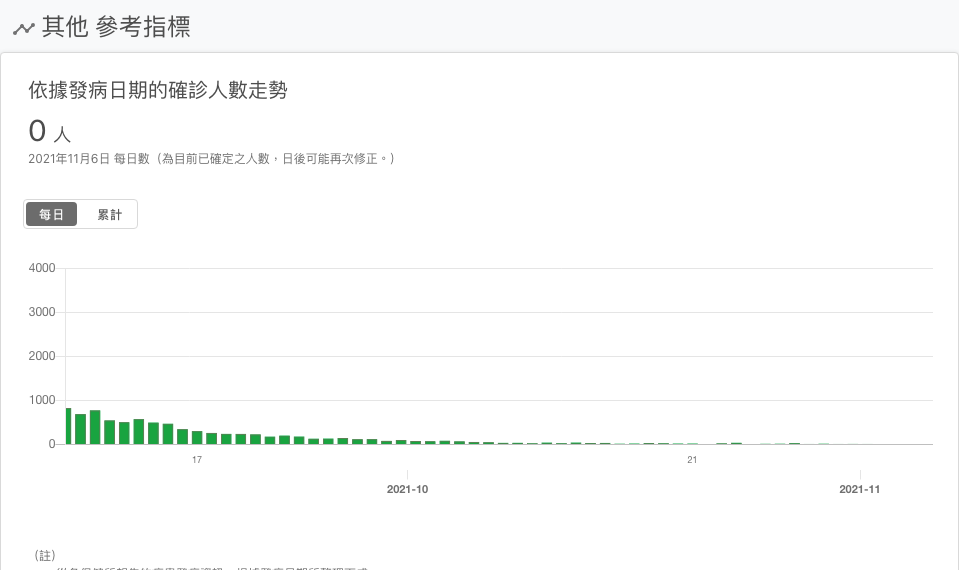 其他 參考指標
依據發病日期的確診人數走勢
0 人
2021年11月6日 每日數（為目前已確定之人數，日後可能再次修正。）
每日 累計
4000
3000
2000
1000
0
17 21
2021-10 2021-11
（註）